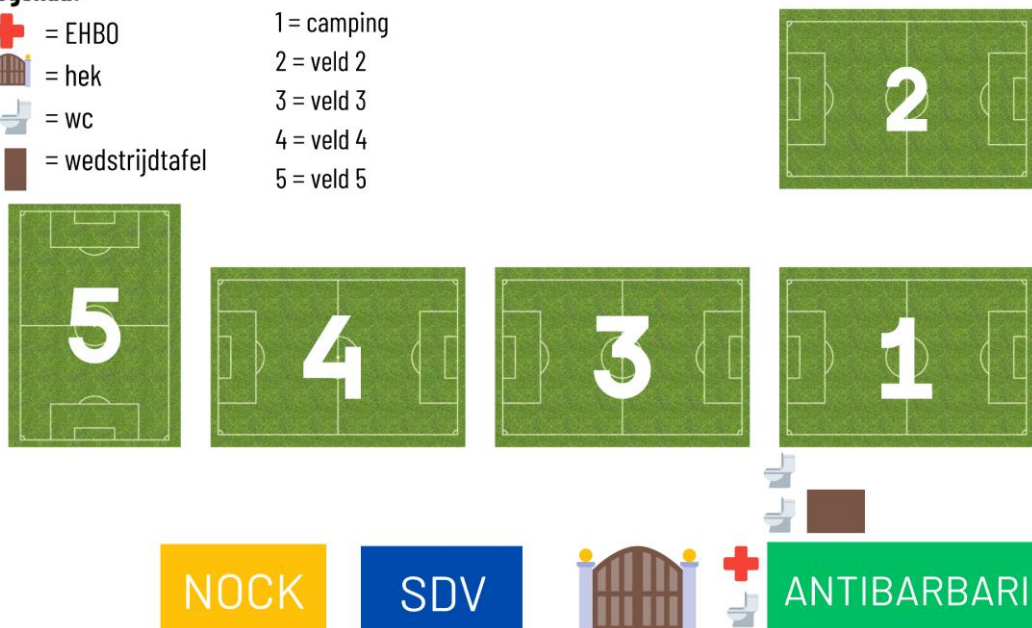 = EHBO
= hek
= wc
= wedstrijdtafel
1 = camping
2 = veld 2
3 = veld 3
4 = veld 4
5 = veld 5
2
5
4
3
1
NOCK
SDV
ANTIBARBARI